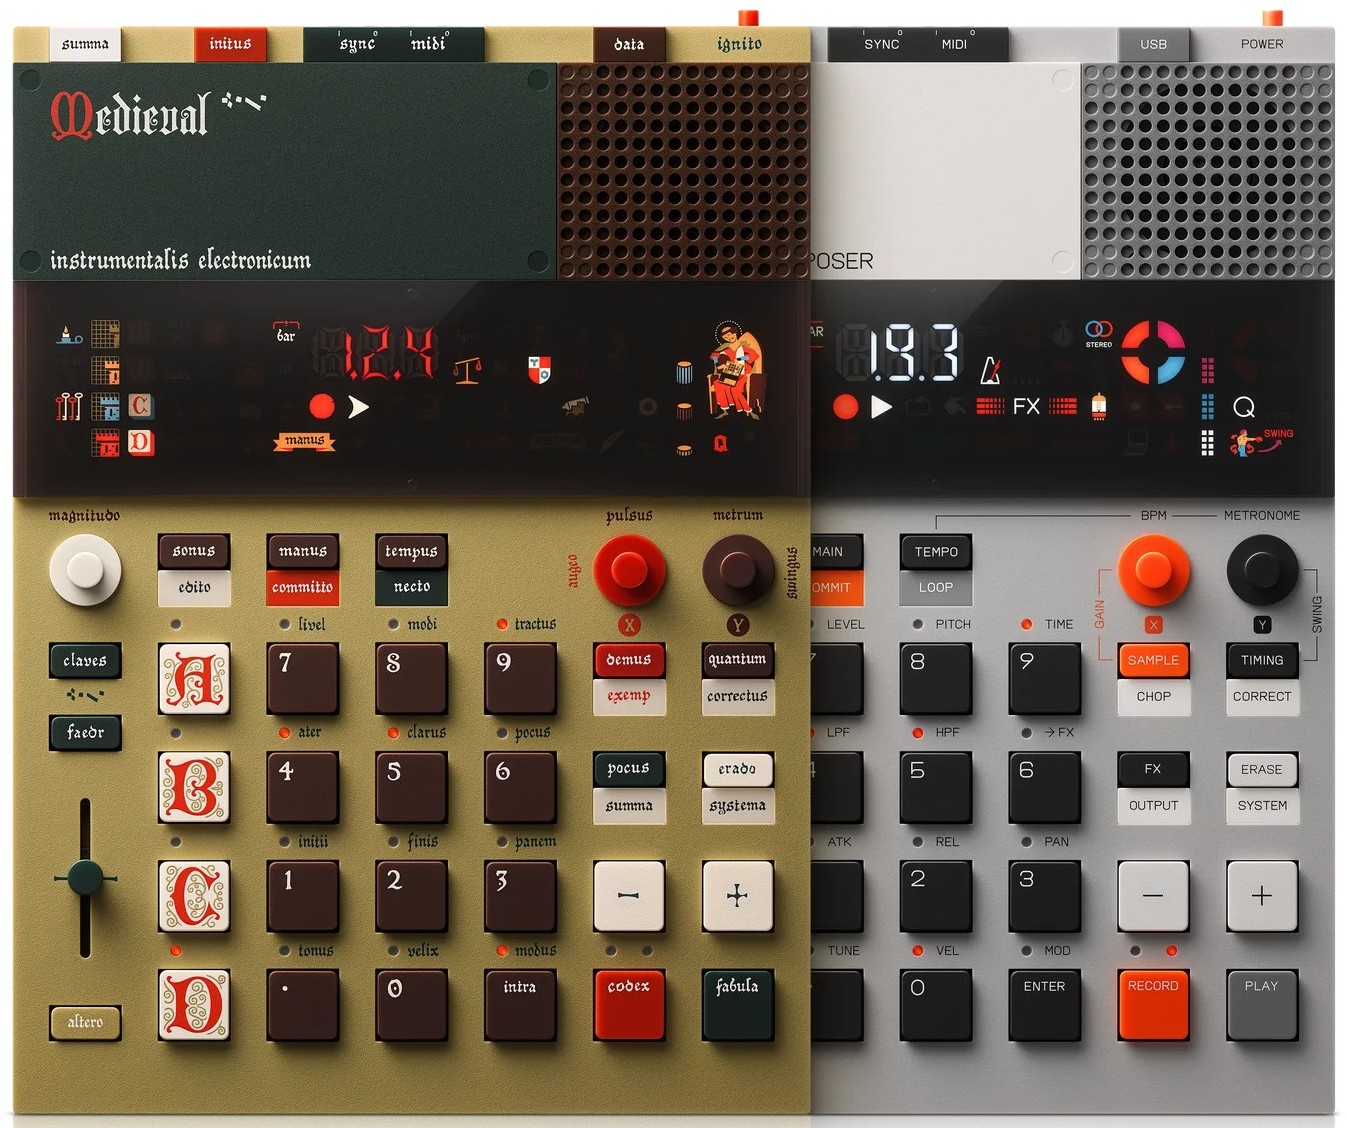 summa initus sync midi data ignito SYNC MIDI USB POWER
Medieval
instrumentalis electronicum POSER
bar 12.4 AR 19.3 STEREO
C FX Q
D manus Q SWING
magnitudo pulsus metrum BPM METRONOME
sonus manus tempus MAIN TEMPO
edito committo necto augeo swingus OMMIT LOOP GAIN SWING
livel modi tractus X Y LEVEL PITCH TIME X Y
claves A 7 8 9 demus quantum 7 8 9 SAMPLE TIMING
exemp correctus CHOP CORRECT
faedr ater clarus pocus LPF HPF →FX
B 4 5 6 pocus erado 4 5 6 FX ERASE
summa systema OUTPUT SYSTEM
initii finis panem ATK REL PAN
C 1 2 3 − + 2 3 − +
tonus velix modus TUNE VEL MOD
D . 0 intra codex fabula 0 ENTER RECORD PLAY
altero